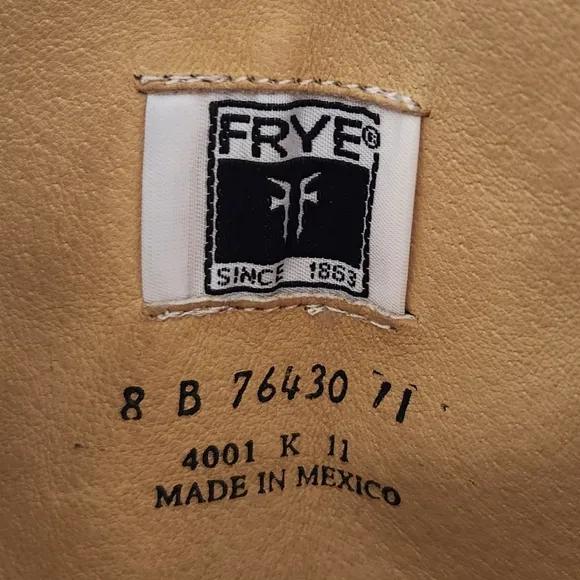 FRYE®
SINCE 1863
8 B 76430 71
4001 K 11
MADE IN MEXICO